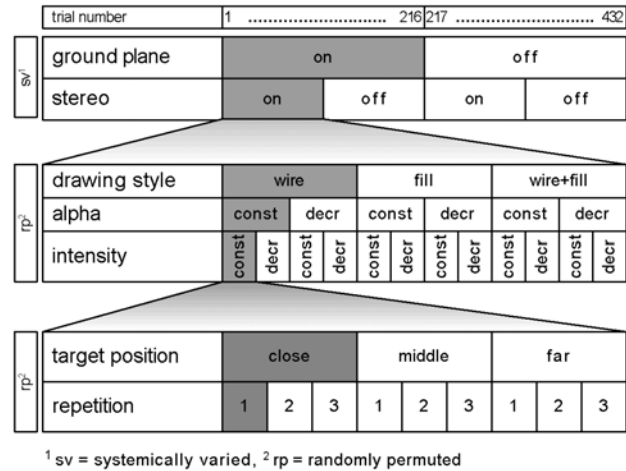 trial number 1 .................... 216 217 .................... 432
sv¹
ground plane on off
stereo on off on off
rp²
drawing style wire fill wire+fill
alpha const decr const decr const decr
intensity const decr const decr const decr const decr const decr const decr
rp²
target position close middle far
repetition 1 2 3 1 2 3 1 2 3
¹ sv = systemically varied, ² rp = randomly permuted